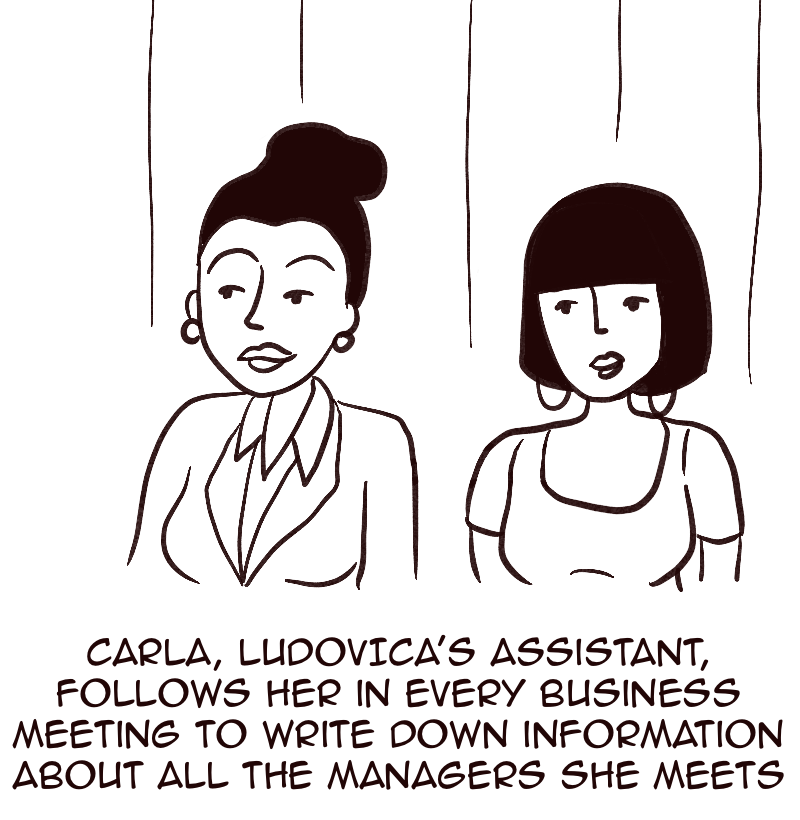 CARLA, LUDOVICA'S ASSISTANT,
FOLLOWS HER IN EVERY BUSINESS
MEETING TO WRITE DOWN INFORMATION
ABOUT ALL THE MANAGERS SHE MEETS